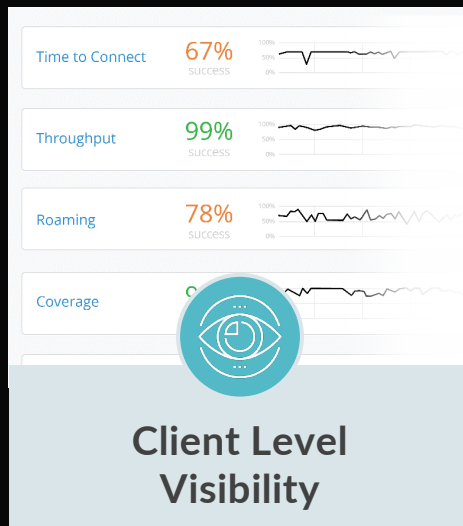 Time to Connect 67% success 100% 50% 0%
Throughput 99% success 100% 50% 0%
Roaming 78% success 100% 50% 0%
Coverage
Client Level
Visibility